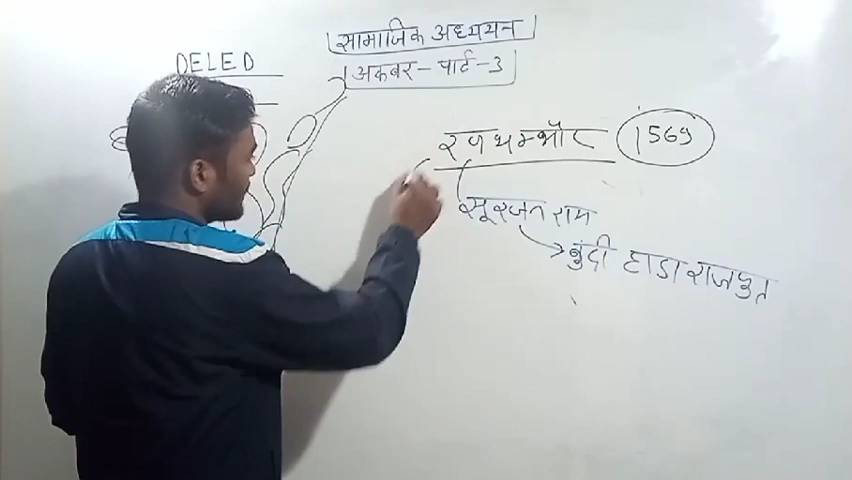 DELED
सामाजिक अध्ययन
अकबर - पार्ट - 3
रणथम्भौर 1569
सूरजन राम
बुंदी हाडा राजपुत